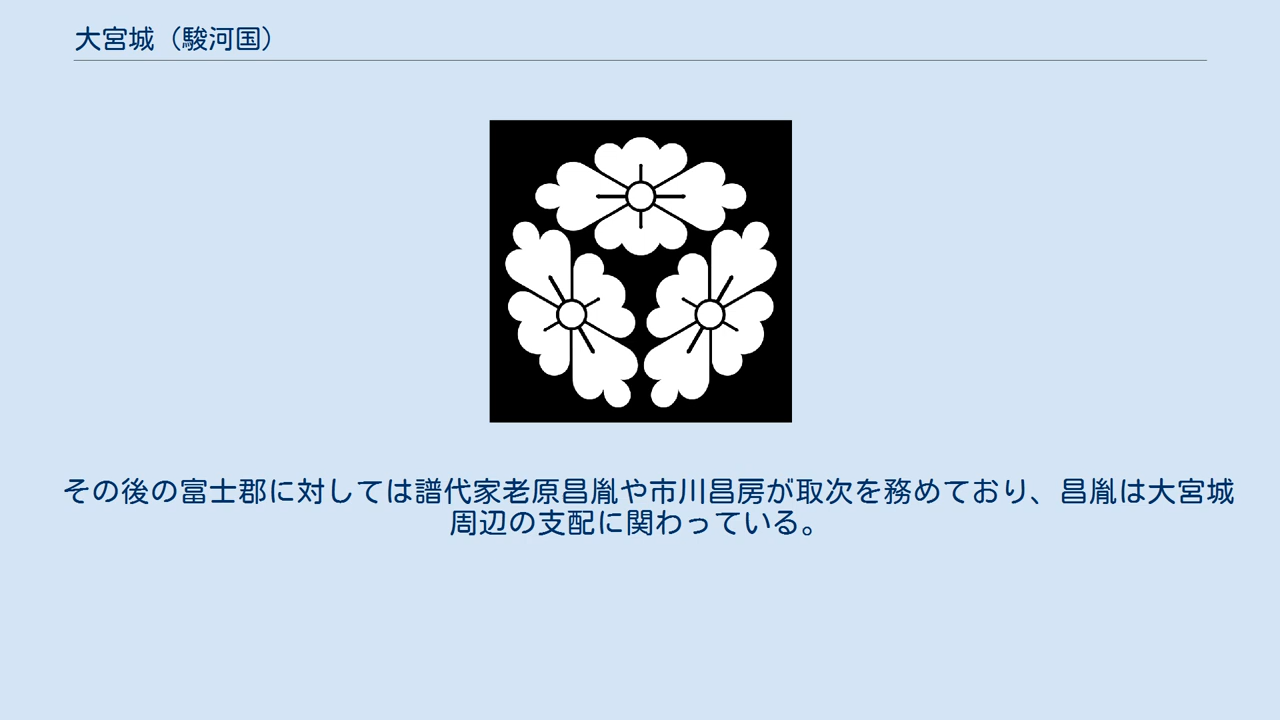 大宮城（駿河国）
その後の富士郡に対しては譜代家老原昌胤や市川昌房が取次を務めており、昌胤は大宮城
周辺の支配に関わっている。